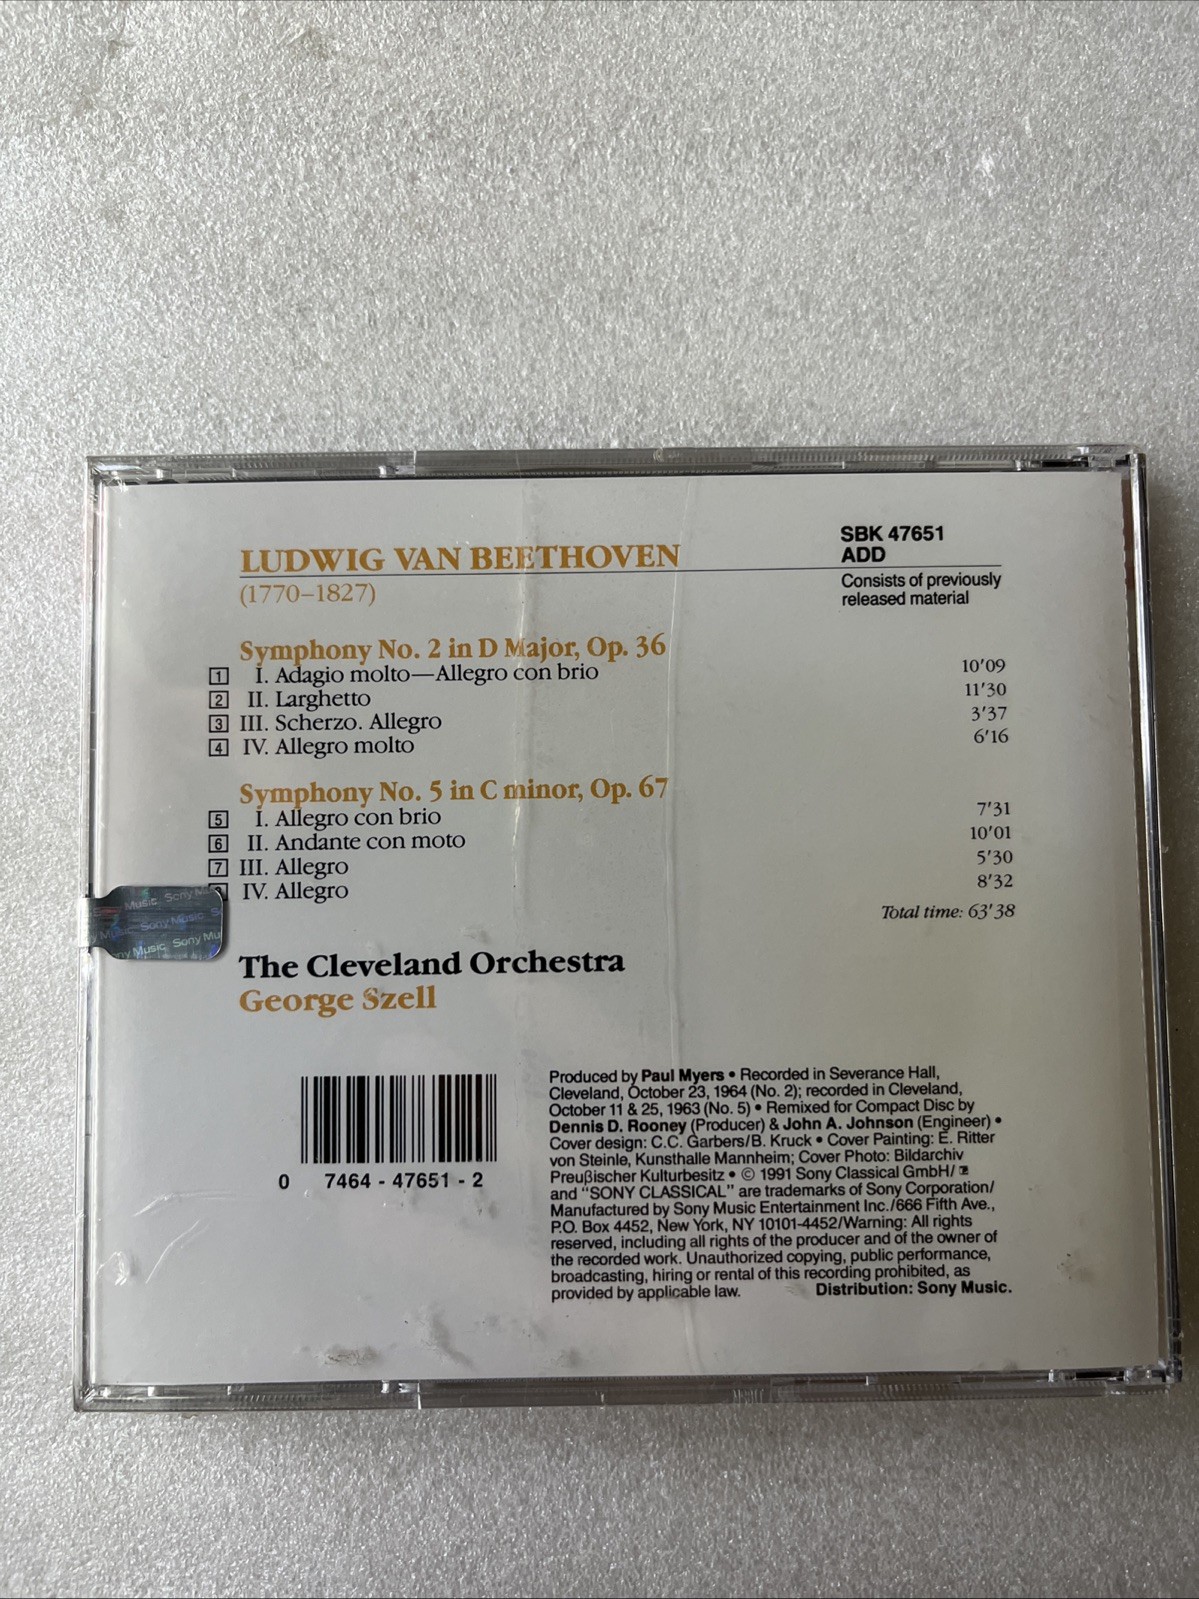 SBK 47651
ADD
LUDWIG VAN BEETHOVEN
(1770–1827)
Consists of previously
released material
Symphony No. 2 in D Major, Op. 36
1 I. Adagio molto—Allegro con brio 10'09
2 II. Larghetto 11'30
3 III. Scherzo. Allegro 3'37
4 IV. Allegro molto 6'16
Symphony No. 5 in C minor, Op. 67
5 I. Allegro con brio 7'31
6 II. Andante con moto 10'01
7 III. Allegro 5'30
IV. Allegro 8'32
Total time: 63'38
Music Sony Mu
Sony Music
Music Sony Mu
The Cleveland Orchestra
George Szell
0 7464 - 47651 - 2
Produced by Paul Myers • Recorded in Severance Hall,
Cleveland, October 23, 1964 (No. 2); recorded in Cleveland,
October 11 & 25, 1963 (No. 5) • Remixed for Compact Disc by
Dennis D. Rooney (Producer) & John A. Johnson (Engineer) •
Cover design: C.C. Garbers/B. Kruck • Cover Painting: E. Ritter
von Steinle, Kunsthalle Mannheim; Cover Photo: Bildarchiv
Preußischer Kulturbesitz • © 1991 Sony Classical GmbH/
and "SONY CLASSICAL" are trademarks of Sony Corporation/
Manufactured by Sony Music Entertainment Inc./666 Fifth Ave.,
P.O. Box 4452, New York, NY 10101-4452/Warning: All rights
reserved, including all rights of the producer and of the owner of
the recorded work. Unauthorized copying, public performance,
broadcasting, hiring or rental of this recording prohibited, as
provided by applicable law. Distribution: Sony Music.